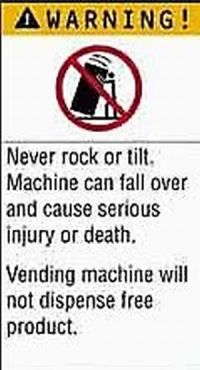 WARNING!
Never rock or tilt.
Machine can fall over
and cause serious
injury or death.
Vending machine will
not dispense free
product.